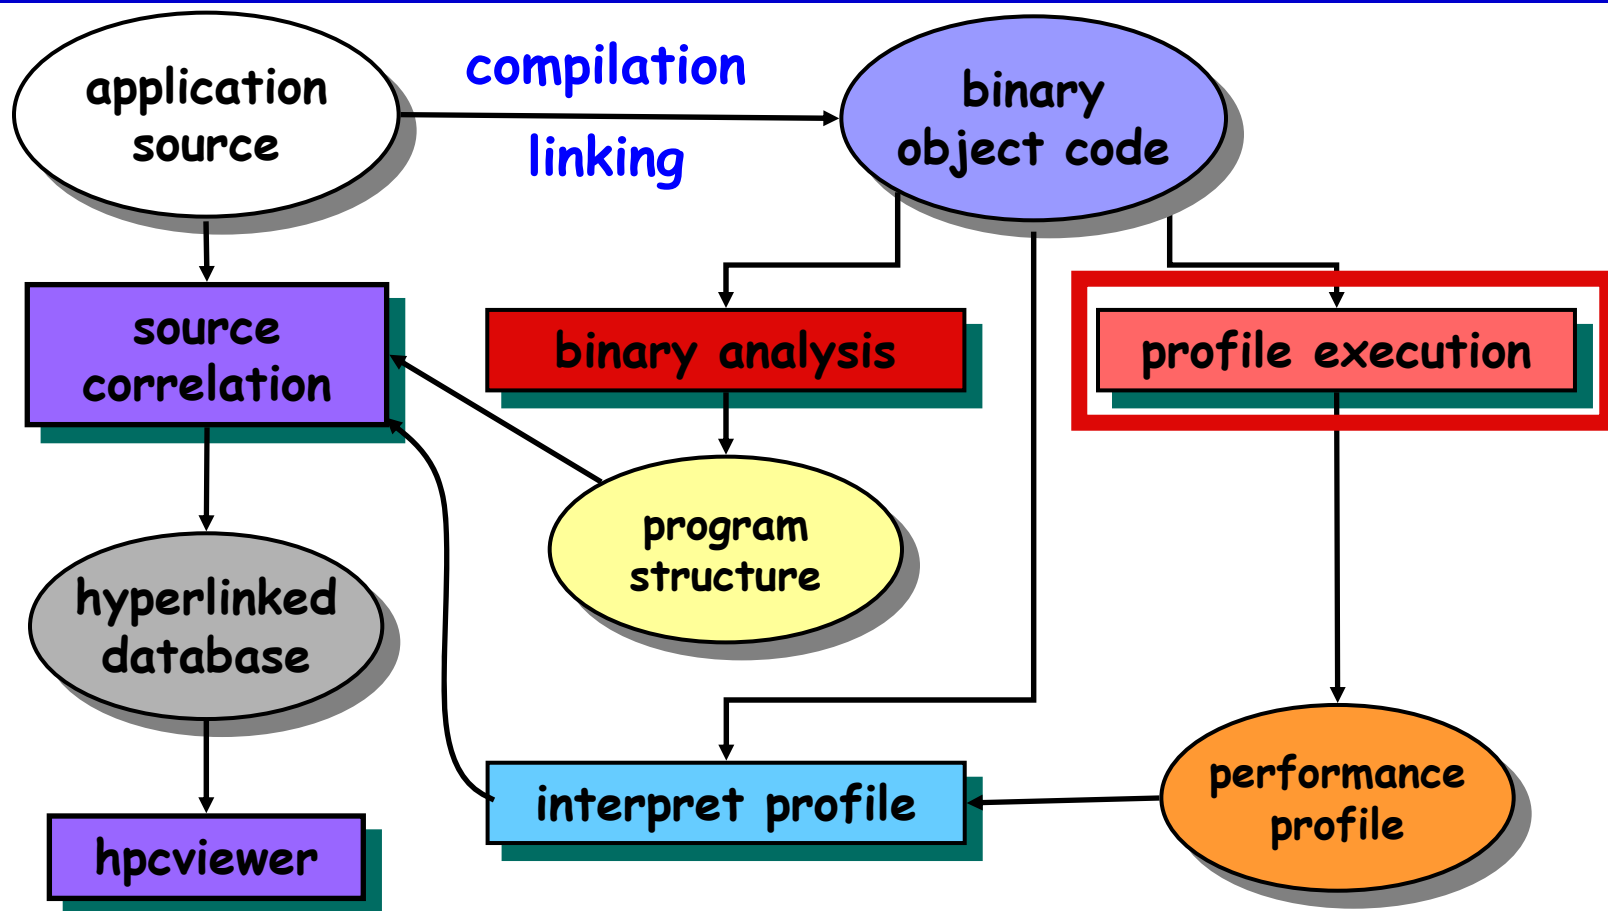 application
source
compilation
linking
binary
object code
source
correlation
binary analysis
profile execution
program
structure
hyperlinked
database
interpret profile
performance
profile
hpcviewer